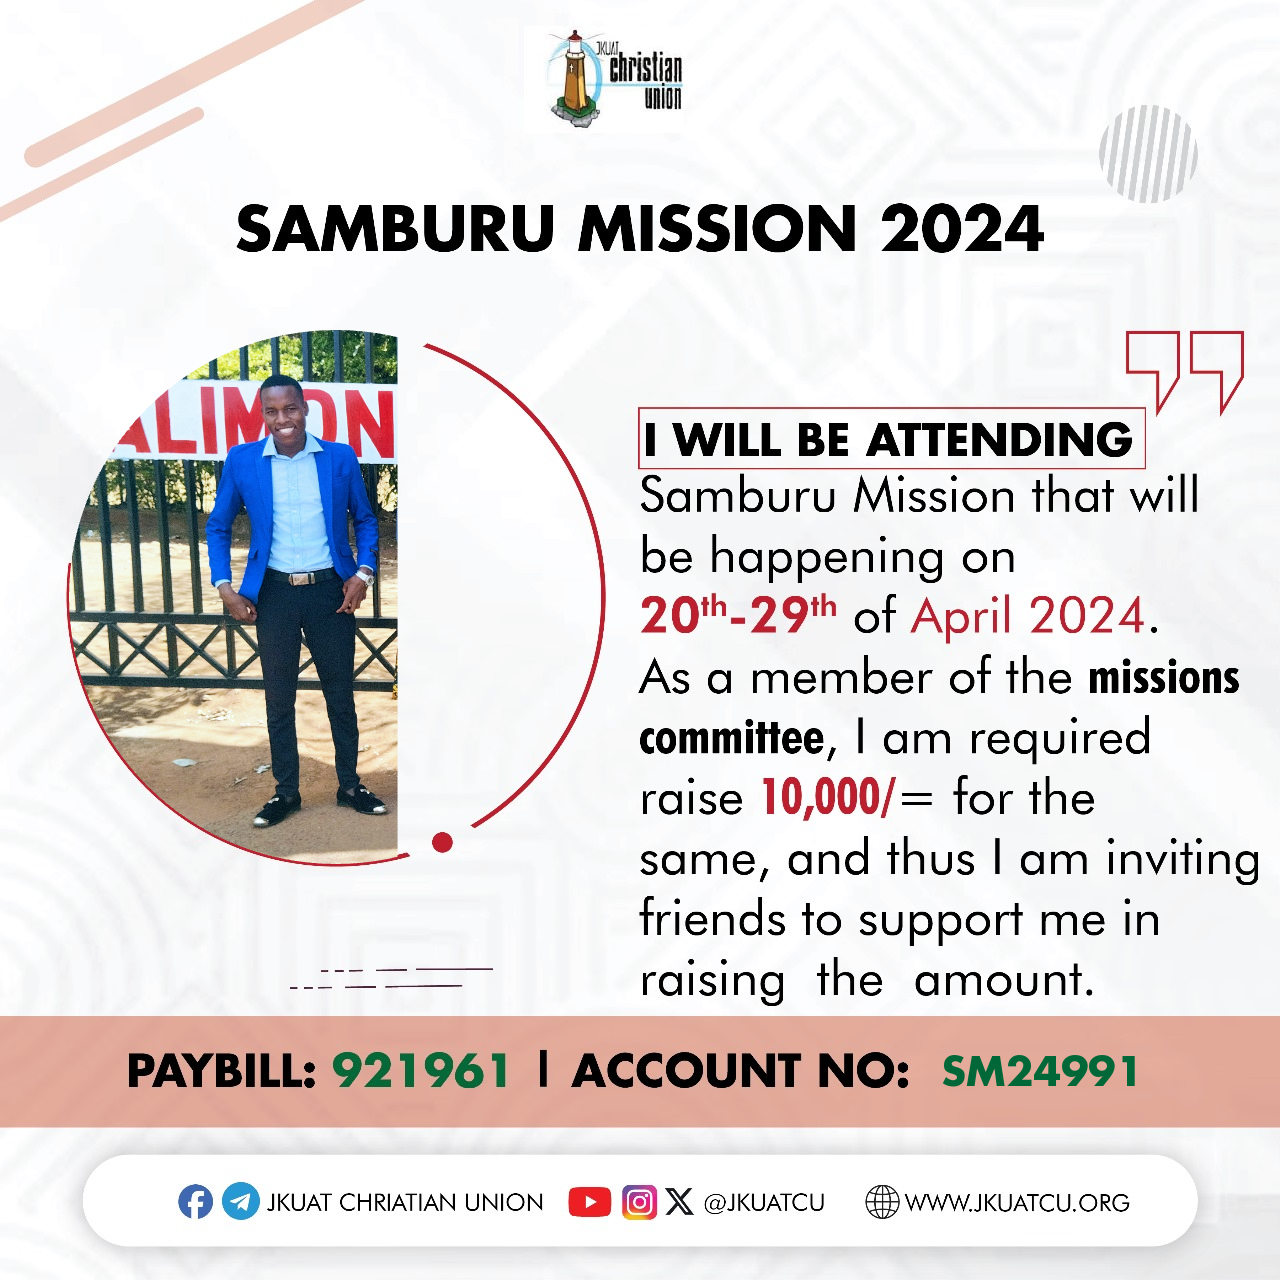 JKUAT
christian
union
SAMBURU MISSION 2024
ALIMON
I WILL BE ATTENDING
Samburu Mission that will
be happening on
20th-29th of April 2024.
As a member of the missions
committee, I am required
raise 10,000/= for the
same, and thus I am inviting
friends to support me in
raising the amount.
PAYBILL: 921961 | ACCOUNT NO: SM24991
JKUAT CHRIATIAN UNION @JKUATCU WWW.JKUATCU.ORG